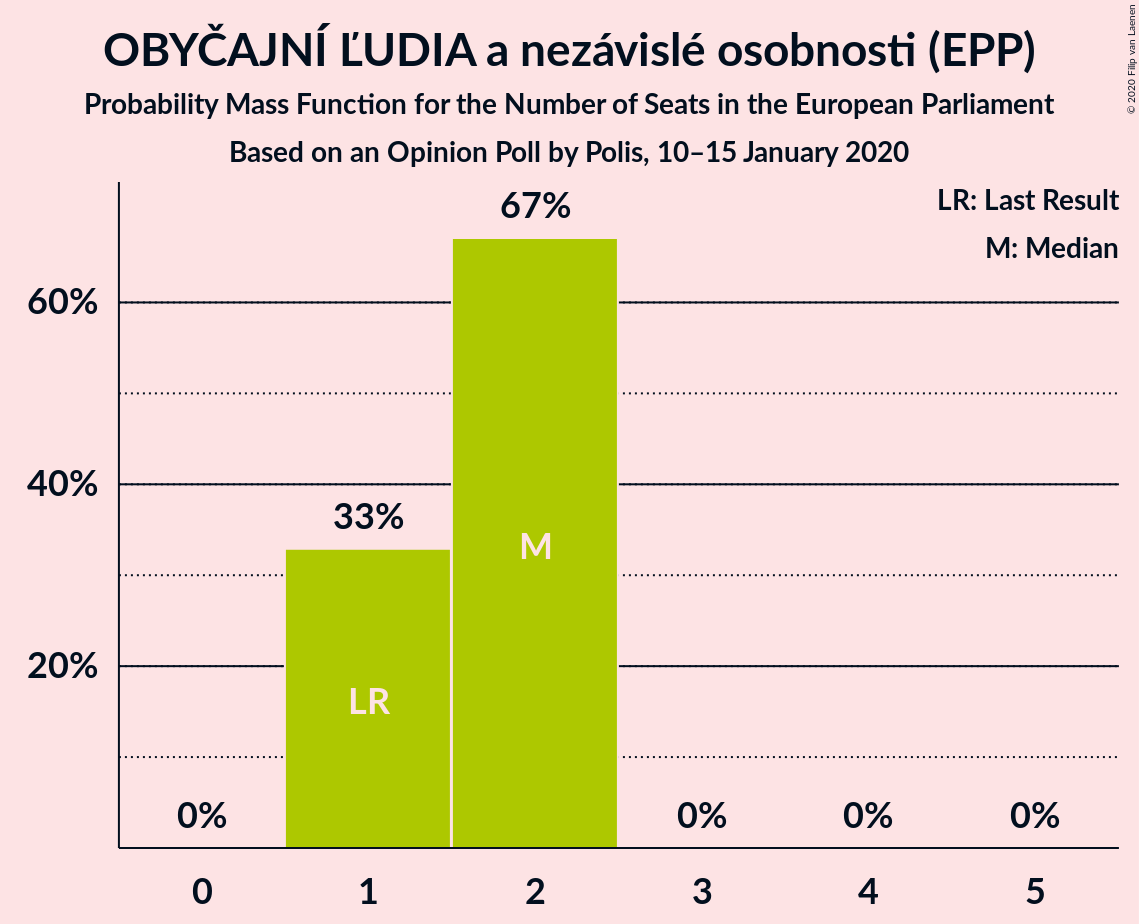 OBYČAJNÍ ĽUDIA a nezávislé osobnosti (EPP)
Probability Mass Function for the Number of Seats in the European Parliament
Based on an Opinion Poll by Polis, 10–15 January 2020
© 2020 Filip van Laenen
LR: Last Result
M: Median
67%
60%
40%
33%
M
20%
LR
0%
0%
0%
0%
0 1 2 3 4 5